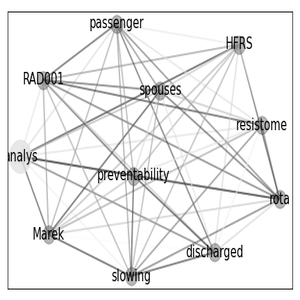 passenger
HFRS
RAD001
spouses
resistome
analys
preventability
rota
Marek
discharged
slowing